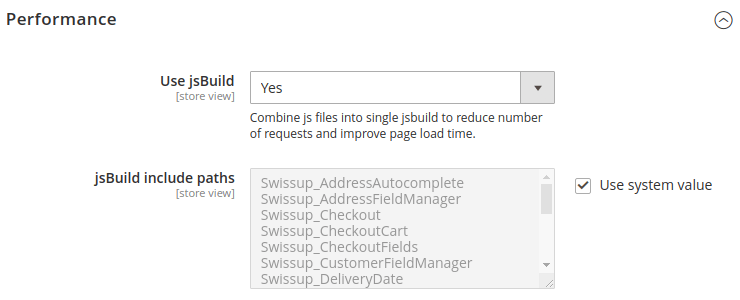 Performance
Use jsBuild
Yes
[store view]
Combine js files into single jsbuild to reduce number
of requests and improve page load time.
jsBuild include paths
[store view]
Use system value
Swissup_AddressAutocomplete
Swissup_AddressFieldManager
Swissup_Checkout
Swissup_CheckoutCart
Swissup_CheckoutFields
Swissup_CustomerFieldManager
Swissup_DeliveryDate